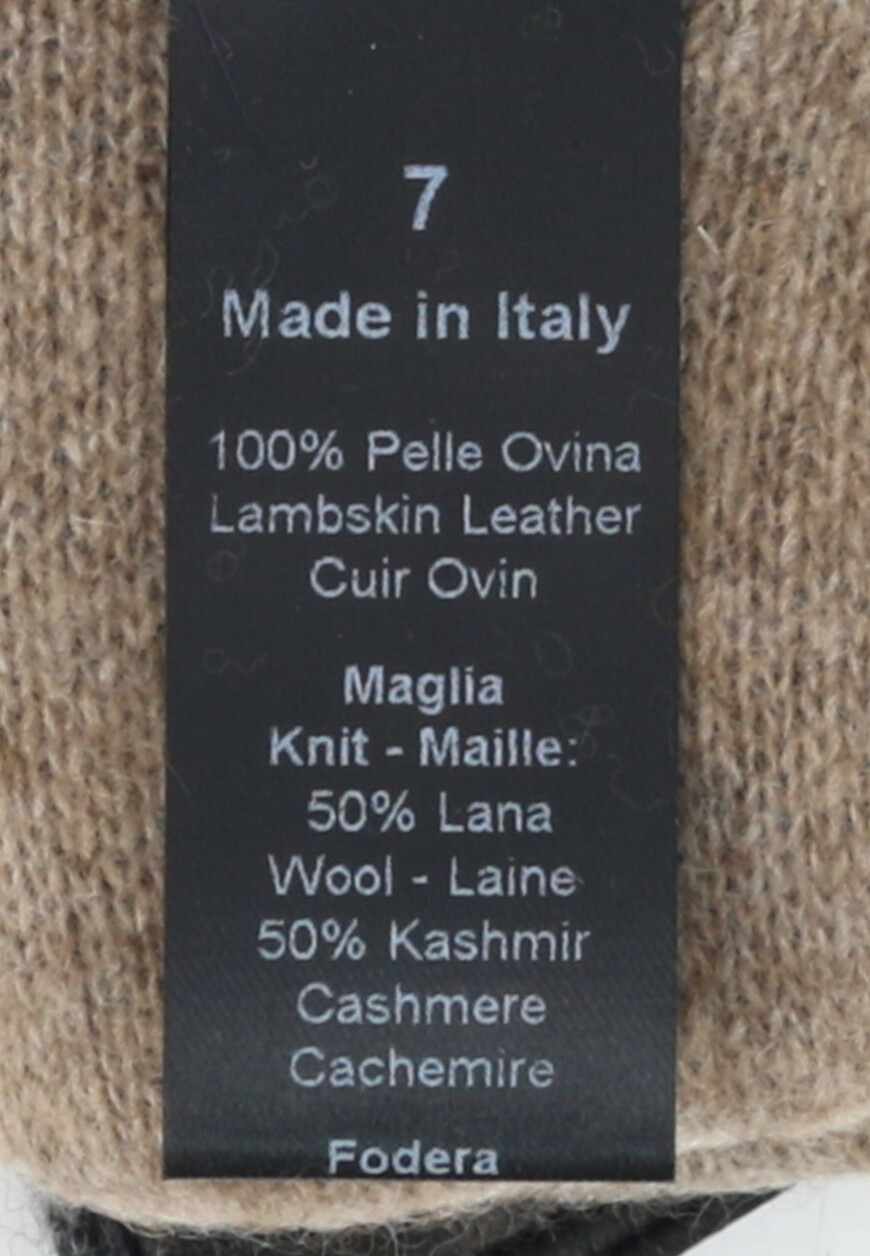 7
Made in Italy
100% Pelle Ovina
Lambskin Leather
Cuir Ovin
Maglia
Knit - Maille:
50% Lana
Wool - Laine
50% Kashmir
Cashmere
Cachemire
Fodera